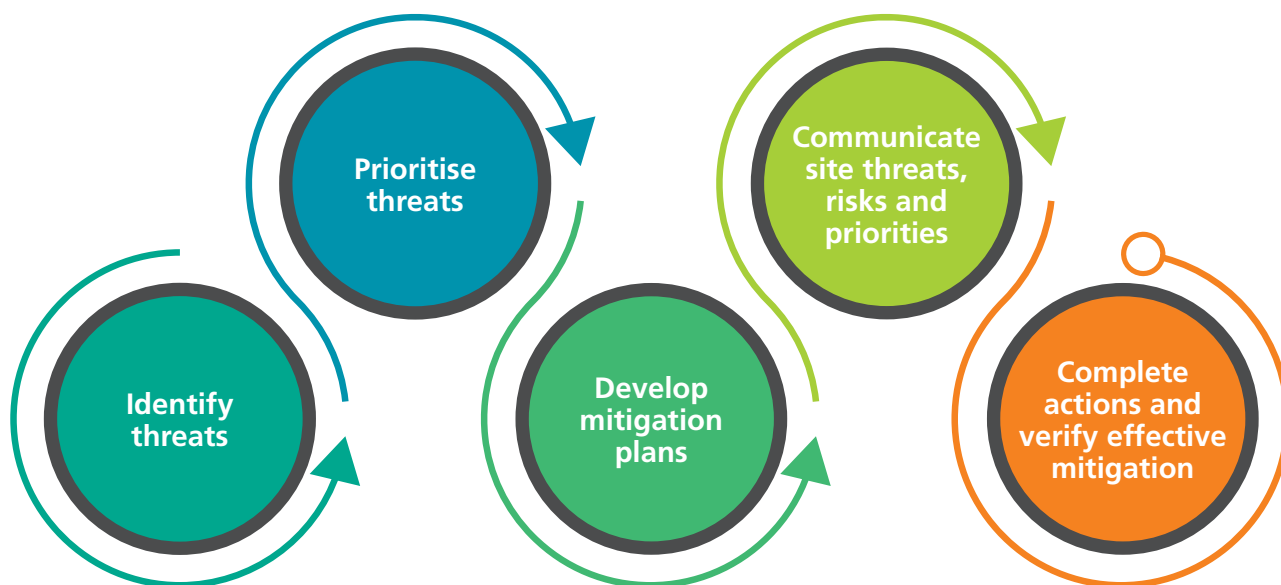 Identify
threats
Prioritise
threats
Develop
mitigation
plans
Communicate
site threats,
risks and
priorities
Complete
actions and
verify effective
mitigation